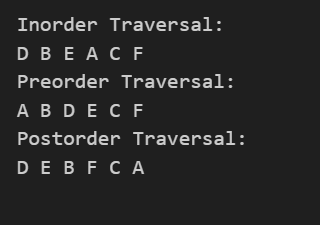 Inorder Traversal:
D B E A C F
Preorder Traversal:
A B D E C F
Postorder Traversal:
D E B F C A